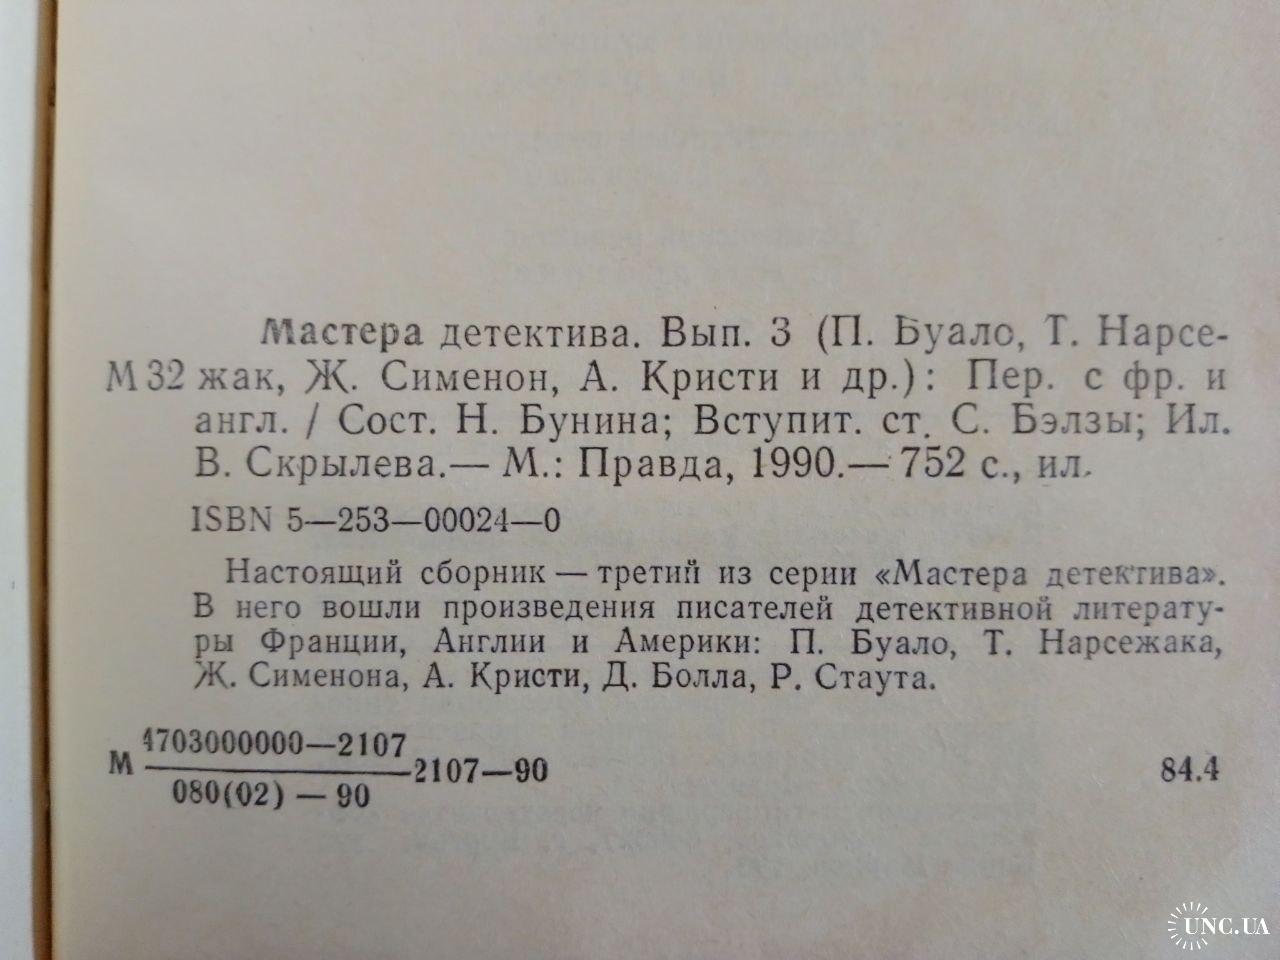 Мастера детектива. Вып. 3 (П. Буало, Т. Нарсе-
М 32 жак, Ж. Сименон, А. Кристи и др.): Пер. с фр. и
англ. / Сост. Н. Бунина; Вступит. ст. С. Бэлзы; Ил.
В. Скрылева.— М.: Правда, 1990.— 752 с., ил.
ISBN 5—253—00024—0
Настоящий сборник — третий из серии «Мастера детектива».
В него вошли произведения писателей детективной литерату-
ры Франции, Англии и Америки: П. Буало, Т. Нарсежака,
Ж. Сименона, А. Кристи, Д. Болла, Р. Стаута.
4703000000—2107
М 2107—90 84.4
080(02) — 90
UNC.UA